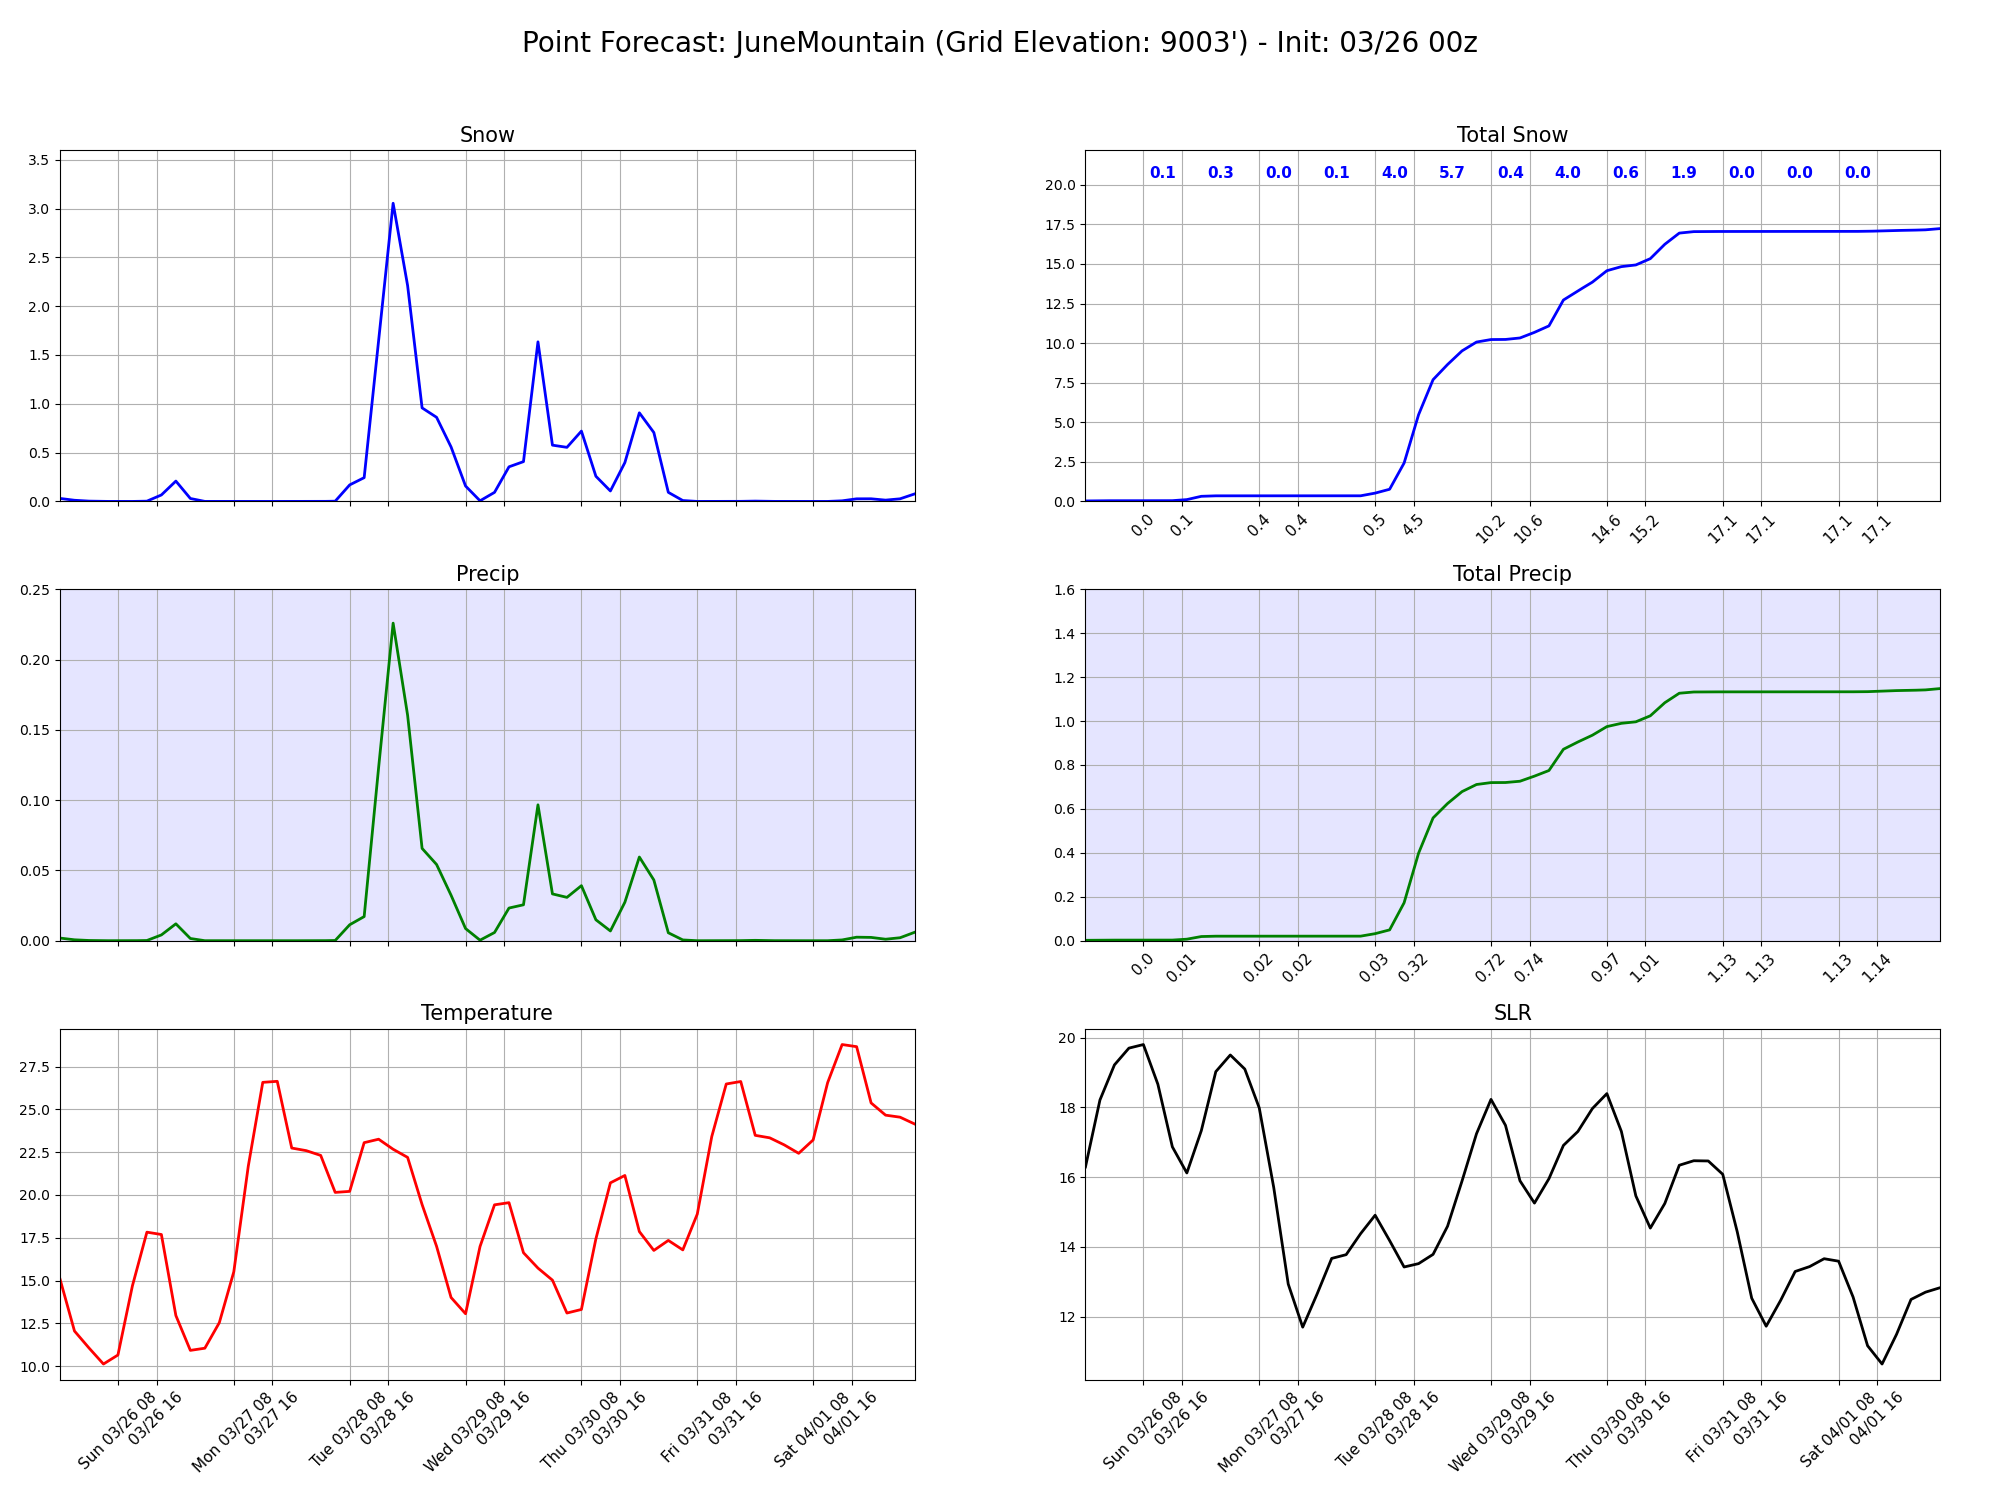 Point Forecast: JuneMountain (Grid Elevation: 9003') - Init: 03/26 00z
Snow
3.5
3.0
2.5
2.0
1.5
1.0
0.5
0.0
Total Snow
0.1 0.3 0.0 0.1 4.0 5.7 0.4 4.0 0.6 1.9 0.0 0.0 0.0
20.0
17.5
15.0
12.5
10.0
7.5
5.0
2.5
0.0
0.0 0.1 0.4 0.4 0.5 4.5 10.2 10.6 14.6 15.2 17.1 17.1 17.1 17.1
Precip
0.25
0.20
0.15
0.10
0.05
0.00
Total Precip
1.6
1.4
1.2
1.0
0.8
0.6
0.4
0.2
0.0
0.0 0.01 0.02 0.02 0.03 0.32 0.72 0.74 0.97 1.01 1.13 1.13 1.13 1.14
Temperature
27.5
25.0
22.5
20.0
17.5
15.0
12.5
10.0
Sun 03/26 08
03/26 16
Mon 03/27 08
03/27 16
Tue 03/28 08
03/28 16
Wed 03/29 08
03/29 16
Thu 03/30 08
03/30 16
Fri 03/31 08
03/31 16
Sat 04/01 08
04/01 16
SLR
20
18
16
14
12
Sun 03/26 08
03/26 16
Mon 03/27 08
03/27 16
Tue 03/28 08
03/28 16
Wed 03/29 08
03/29 16
Thu 03/30 08
03/30 16
Fri 03/31 08
03/31 16
Sat 04/01 08
04/01 16